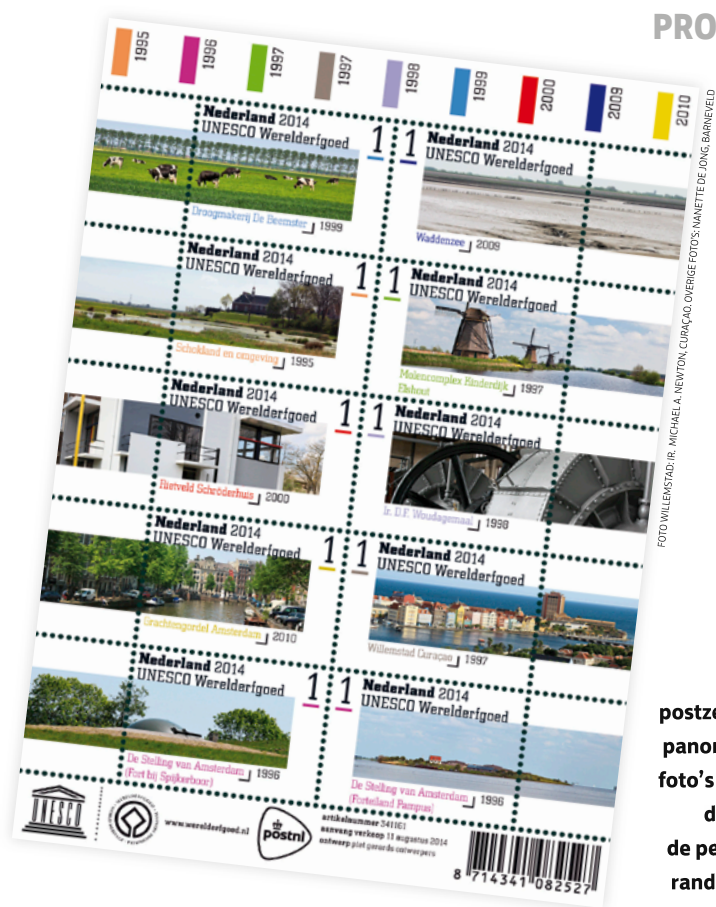 PRO
1995
1996
1997
1997
1998
1999
2000
2009
2010
Nederland 2014
UNESCO Werelderfgoed
1
Droogmakerij De Beemster
1999
1
Nederland 2014
UNESCO Werelderfgoed
Waddenzee
2009
Nederland 2014
UNESCO Werelderfgoed
1
Schokland en omgeving
1995
1
Nederland 2014
UNESCO Werelderfgoed
Molencomplex Kinderdijk
Elshout
1997
Nederland 2014
UNESCO Werelderfgoed
1
Rietveld Schröderhuis
2000
1
Nederland 2014
UNESCO Werelderfgoed
Ir. D.F. Woudagemaal
1998
Nederland 2014
UNESCO Werelderfgoed
1
Grachtengordel Amsterdam
2010
1
Nederland 2014
UNESCO Werelderfgoed
Willemstad Curaçao
1997
Nederland 2014
UNESCO Werelderfgoed
1
De Stelling van Amsterdam
(Fort bij Spijkerboor)
1996
1
Nederland 2014
UNESCO Werelderfgoed
De Stelling van Amsterdam
(Forteiland Pampus)
1996
UNESCO
www.werelderfgoed.nl
postnl
artikelnummer 341161
aanvang verkoop 11 augustus 2014
ontwerp piet gerards ontwerpers
8 714341 082527
FOTO WILLEMSTAD: IR. MICHAEL A. NEWTON, CURAÇAO. OVERIGE FOTO'S: NANETTE DE JONG, BARNEVELD
postze
panor
foto's
d
de pe
rand